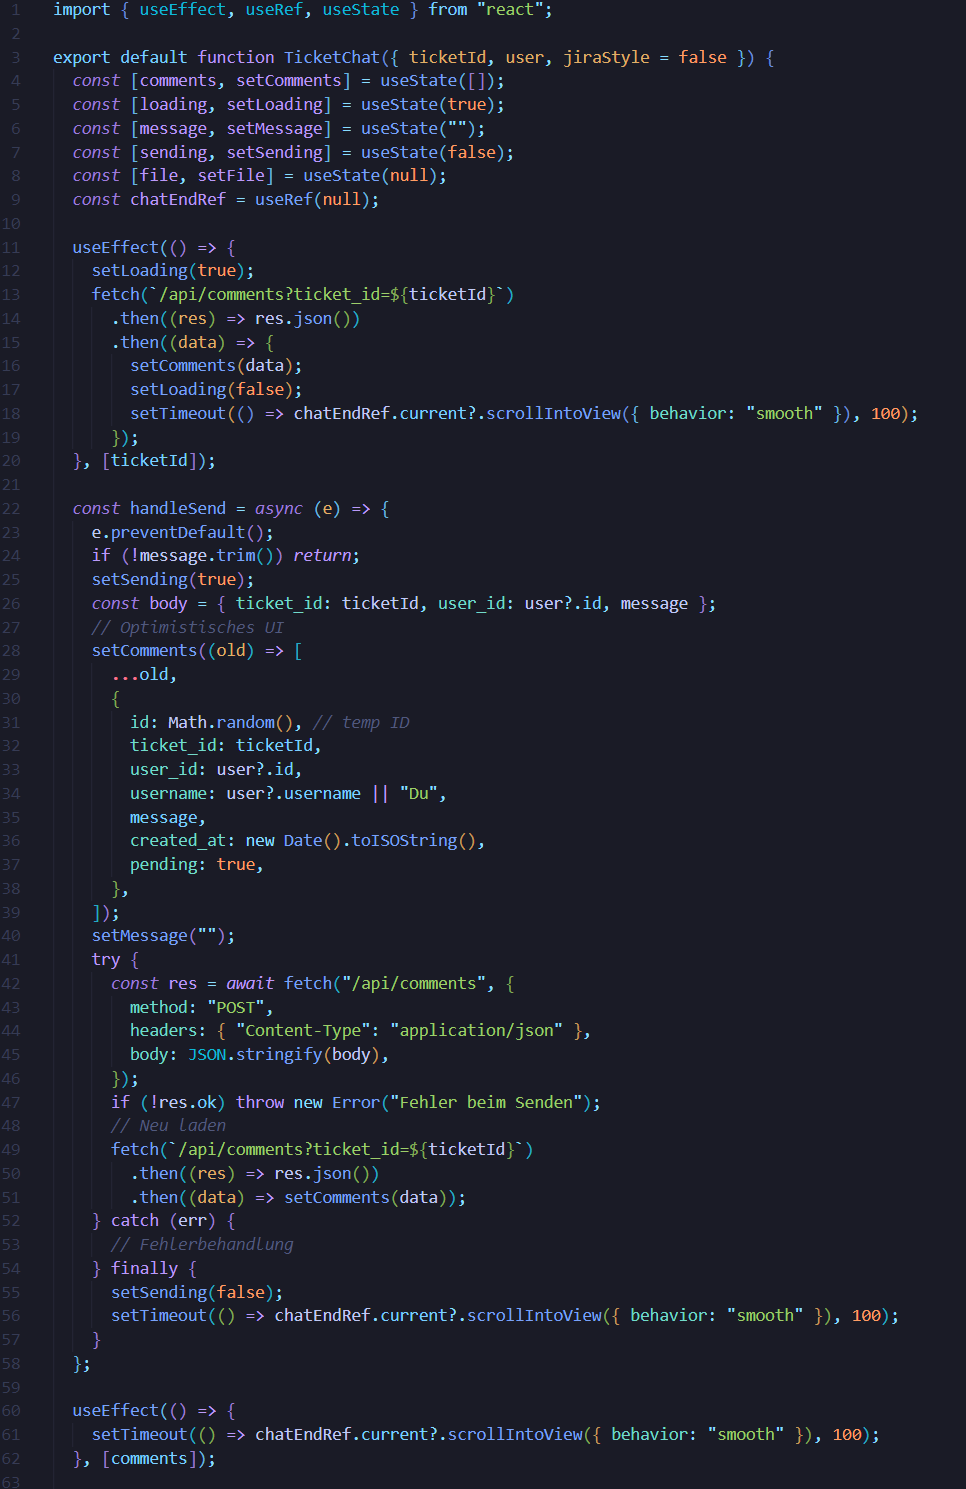 1 import { useEffect, useRef, useState } from "react";
2
3 export default function TicketChat({ ticketId, user, jiraStyle = false }) {
4 const [comments, setComments] = useState([]);
5 const [loading, setLoading] = useState(true);
6 const [message, setMessage] = useState("");
7 const [sending, setSending] = useState(false);
8 const [file, setFile] = useState(null);
9 const chatEndRef = useRef(null);
10
11 useEffect(() => {
12 setLoading(true);
13 fetch(`/api/comments?ticket_id=${ticketId}`)
14 .then((res) => res.json())
15 .then((data) => {
16 setComments(data);
17 setLoading(false);
18 setTimeout(() => chatEndRef.current?.scrollIntoView({ behavior: "smooth" }), 100);
19 });
20 }, [ticketId]);
21
22 const handleSend = async (e) => {
23 e.preventDefault();
24 if (!message.trim()) return;
25 setSending(true);
26 const body = { ticket_id: ticketId, user_id: user?.id, message };
27 // Optimistisches UI
28 setComments((old) => [
29 ...old,
30 {
31 id: Math.random(), // temp ID
32 ticket_id: ticketId,
33 user_id: user?.id,
34 username: user?.username || "Du",
35 message,
36 created_at: new Date().toISOString(),
37 pending: true,
38 },
39 ]);
40 setMessage("");
41 try {
42 const res = await fetch("/api/comments", {
43 method: "POST",
44 headers: { "Content-Type": "application/json" },
45 body: JSON.stringify(body),
46 });
47 if (!res.ok) throw new Error("Fehler beim Senden");
48 // Neu laden
49 fetch(`/api/comments?ticket_id=${ticketId}`)
50 .then((res) => res.json())
51 .then((data) => setComments(data));
52 } catch (err) {
53 // Fehlerbehandlung
54 } finally {
55 setSending(false);
56 setTimeout(() => chatEndRef.current?.scrollIntoView({ behavior: "smooth" }), 100);
57 }
58 };
59
60 useEffect(() => {
61 setTimeout(() => chatEndRef.current?.scrollIntoView({ behavior: "smooth" }), 100);
62 }, [comments]);
63